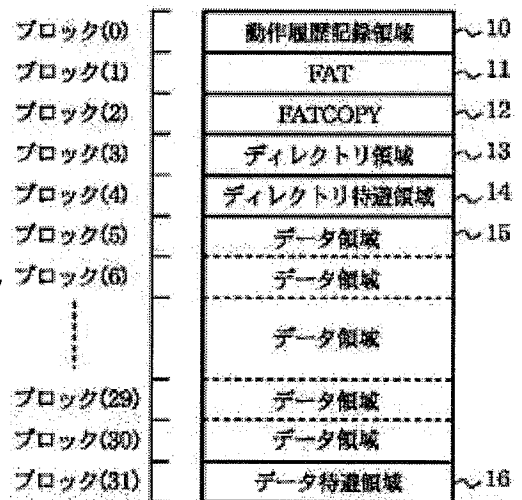 ブロック(0) 動作履歴記録領域 10
ブロック(1) FAT 11
ブロック(2) FATCOPY 12
ブロック(3) ディレクトリ領域 13
ブロック(4) ディレクトリ待避領域 14
ブロック(5) データ領域 15
ブロック(6) データ領域
データ領域
ブロック(29) データ領域
ブロック(30) データ領域
ブロック(31) データ待避領域 16